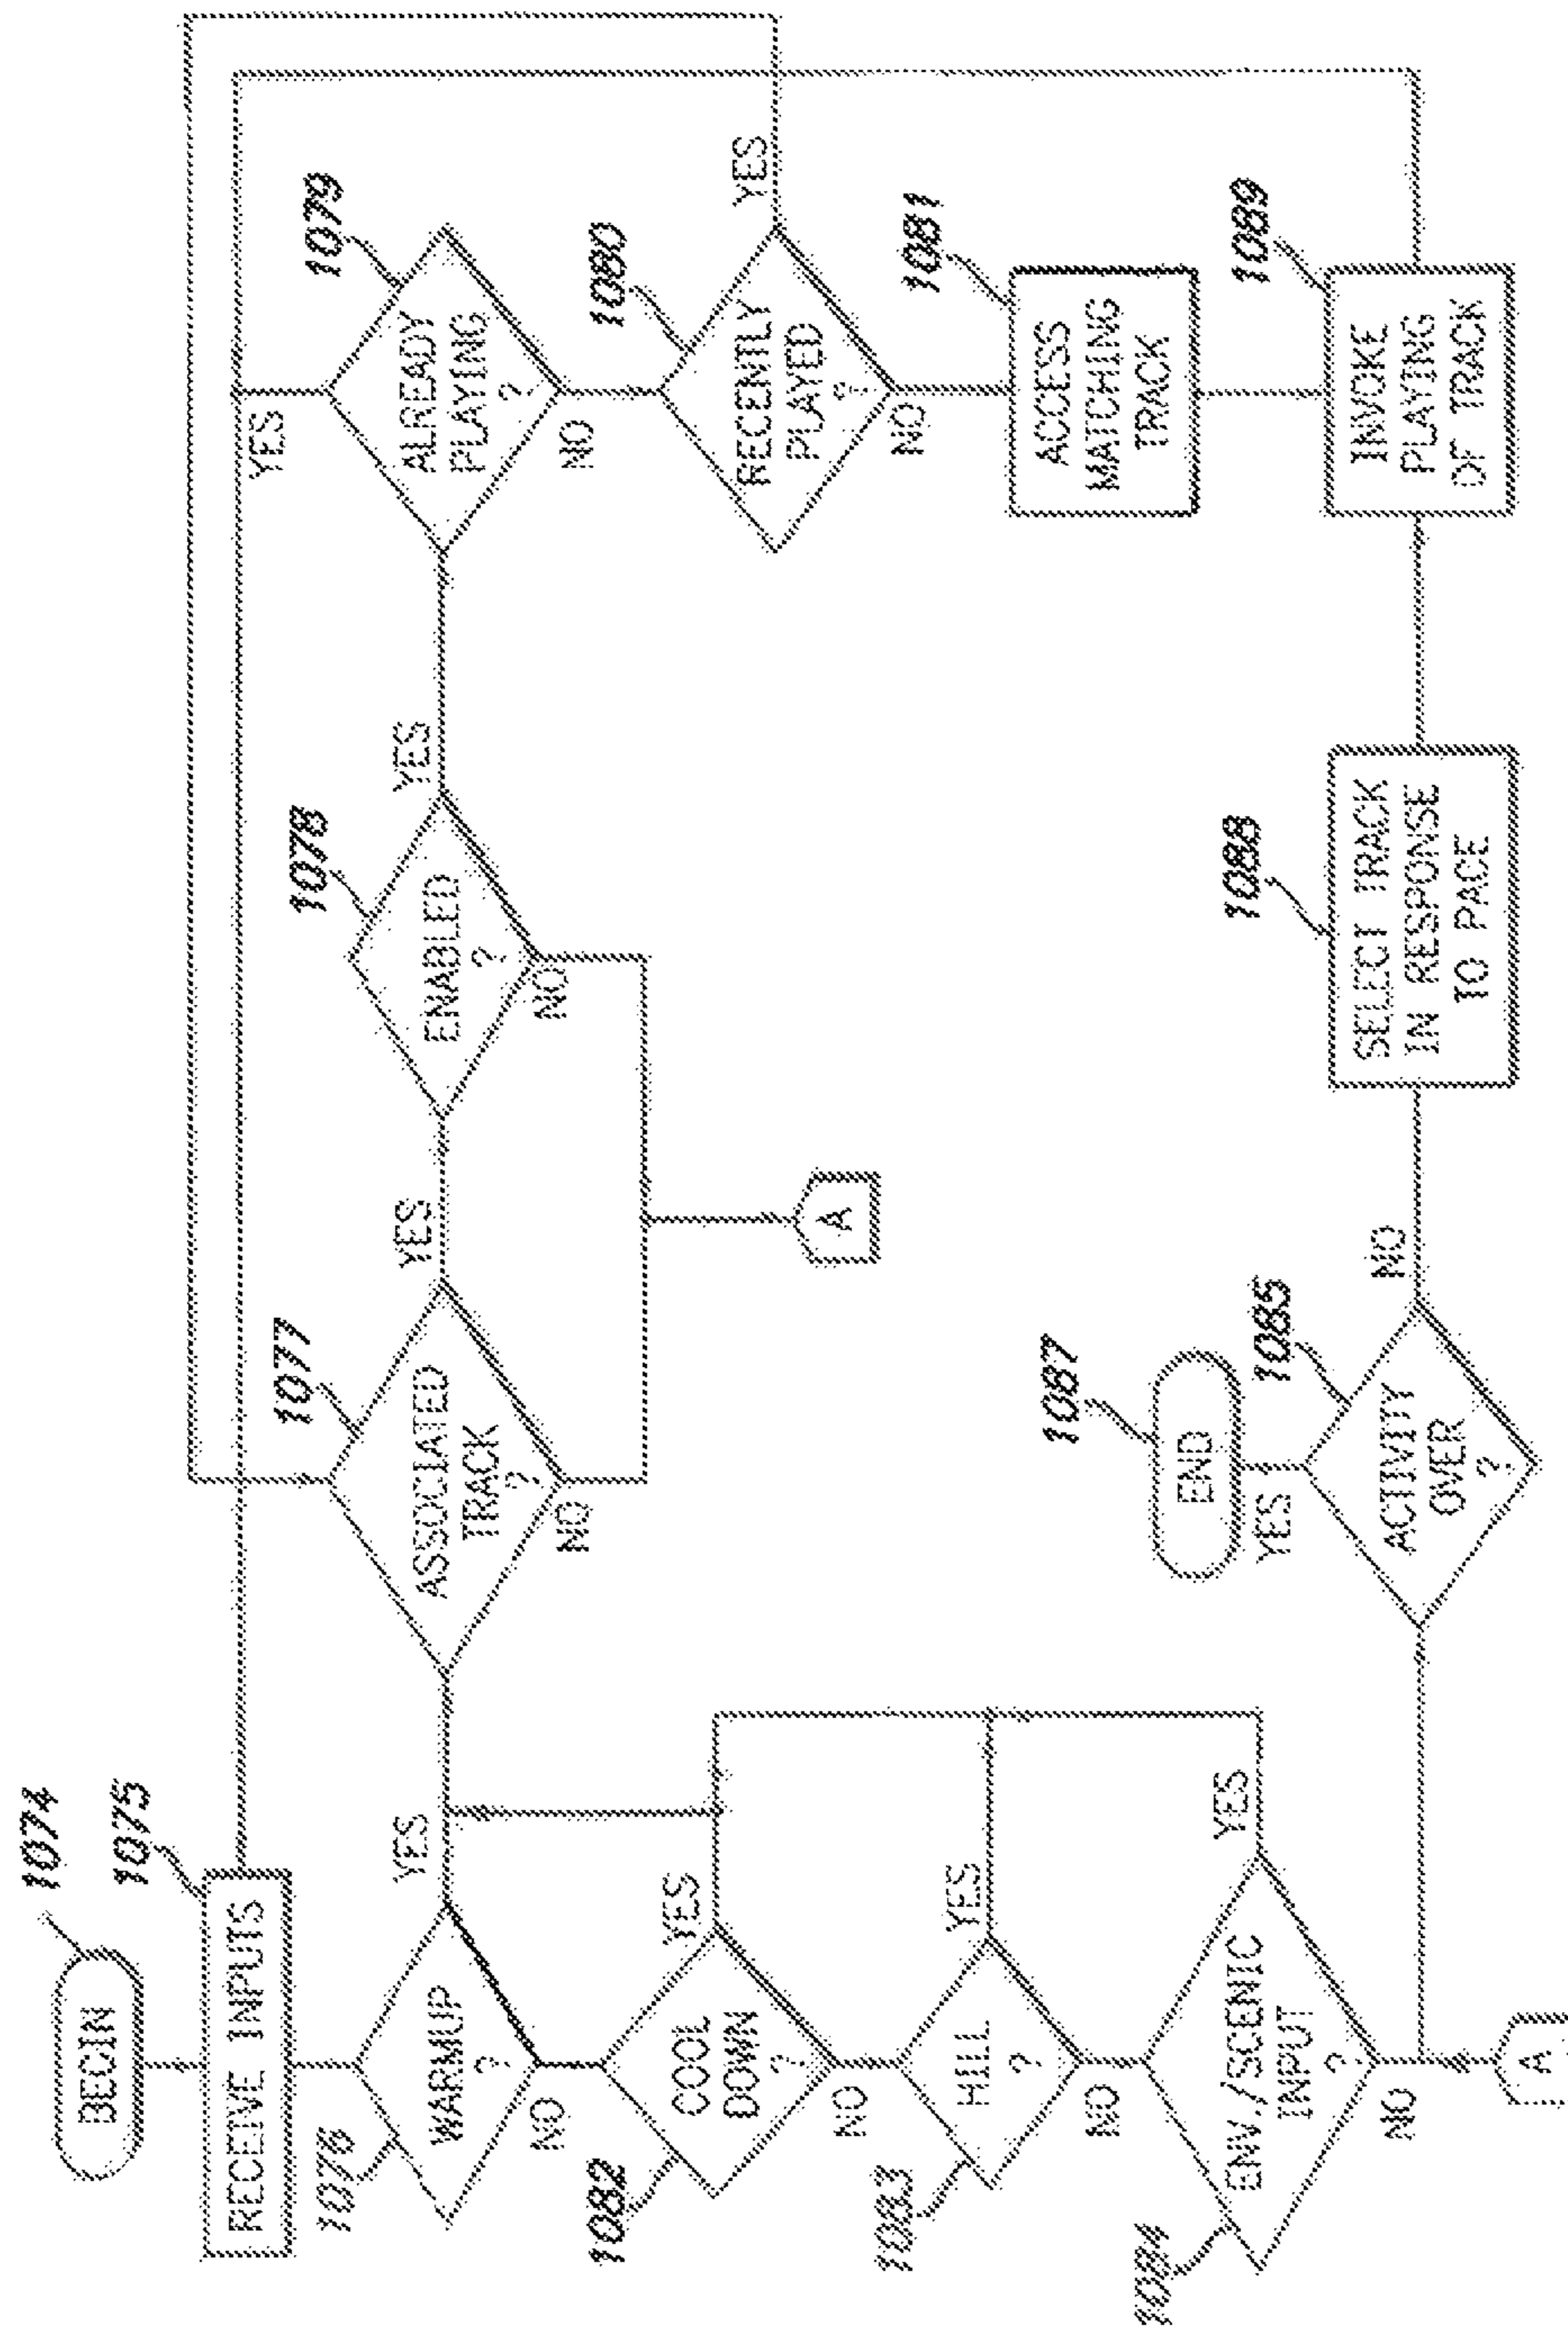 1074
BEGIN
1075
RECEIVE INPUTS
1076
WARMUP
?
YES
NO
1077
ASSOCIATED
TRACK
?
YES
NO
1078
ENABLED
?
YES
NO
1079
ALREADY
PLAYING
?
YES
NO
1080
RECENTLY
PLAYED
?
YES
NO
1081
ACCESS
MATCHING
TRACK
1082
COOL
DOWN
?
YES
NO
1083
HILL
?
YES
NO
1084
ENV./SCENIC
INPUT
?
YES
NO
A
A
1087
END
YES
1085
ACTIVITY
OVER
?
NO
1088
SELECT TRACK
IN RESPONSE
TO PACE
1089
INVOKE
PLAYING
OF TRACK